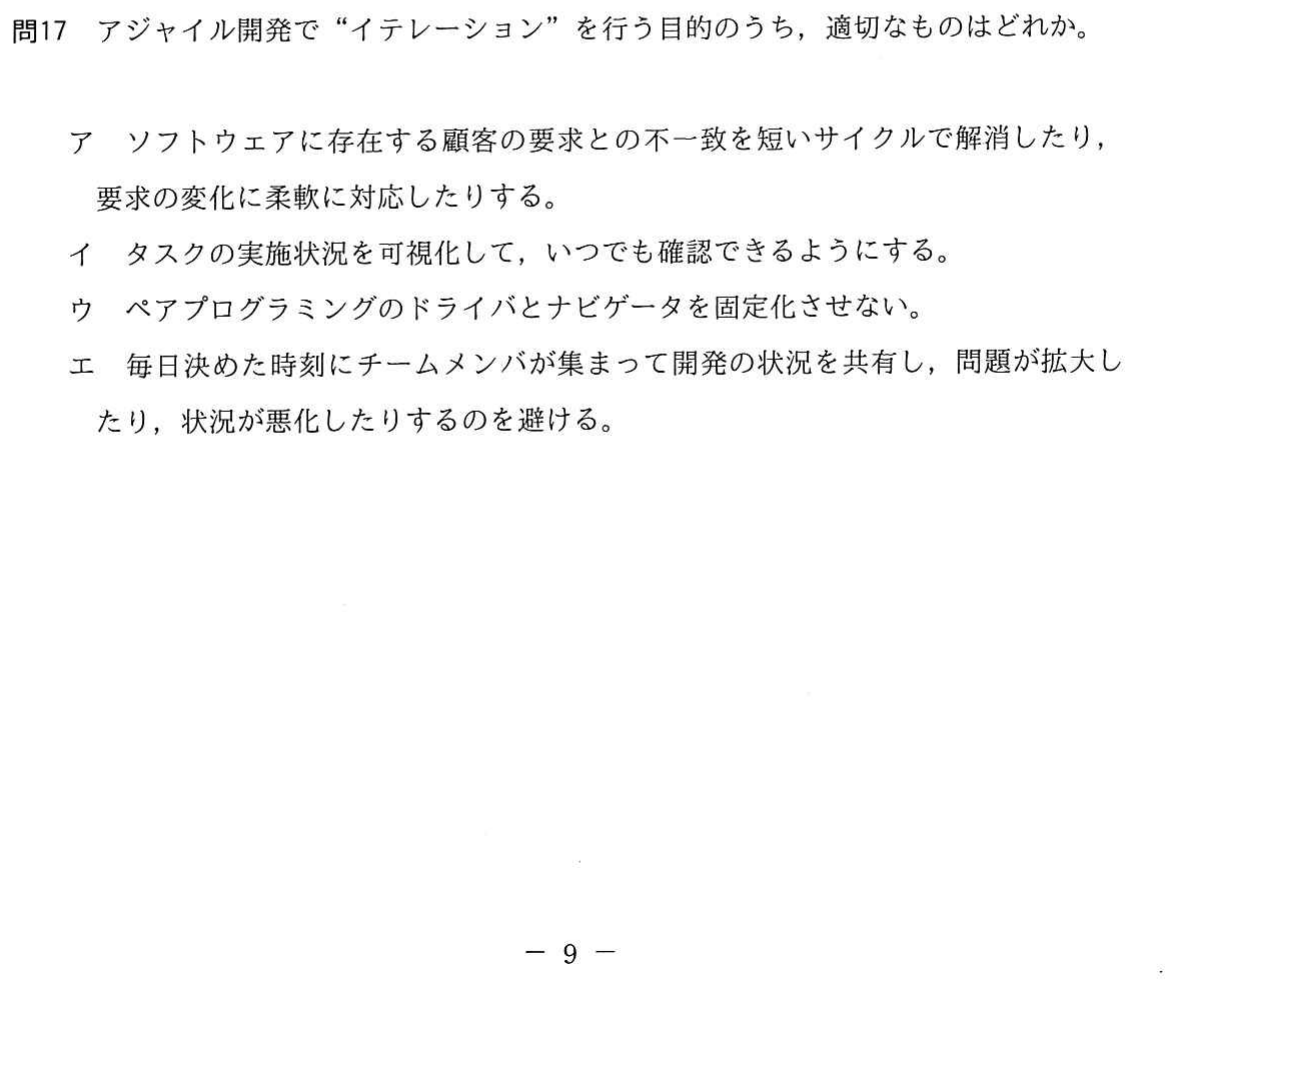 問17　アジャイル開発で“イテレーション”を行う目的のうち，適切なものはどれか。
ア　ソフトウェアに存在する顧客の要求との不一致を短いサイクルで解消したり，
要求の変化に柔軟に対応したりする。
イ　タスクの実施状況を可視化して，いつでも確認できるようにする。
ウ　ペアプログラミングのドライバとナビゲータを固定化させない。
エ　毎日決めた時刻にチームメンバが集まって開発の状況を共有し，問題が拡大し
たり，状況が悪化したりするのを避ける。
－ 9 －